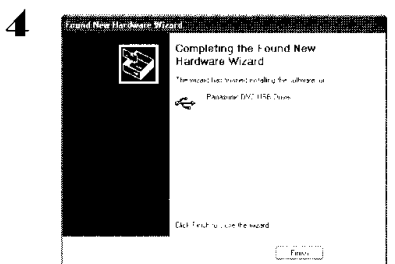 4
Found New Hardware Wizard
Completing the Found New
Hardware Wizard
The wizard has finished installing the software for:
Panasonic DVC USB Driver
Click Finish to close the wizard.
Finish